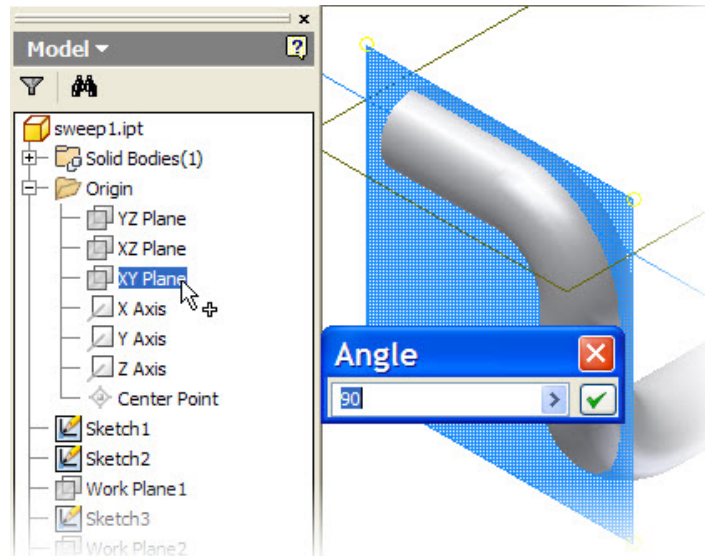 Model
sweep1.ipt
Solid Bodies(1)
Origin
YZ Plane
XZ Plane
XY Plane
X Axis
Y Axis
Z Axis
Center Point
Sketch1
Sketch2
Work Plane1
Sketch3
Work Plane2
Angle
90